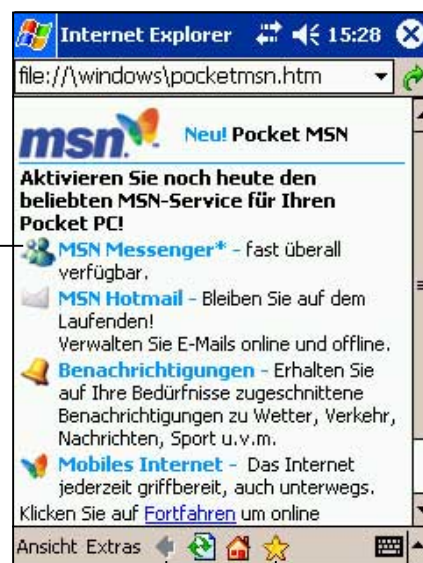 Internet Explorer 15:28
file://\windows\pocketmsn.htm
msn Neu! Pocket MSN
Aktivieren Sie noch heute den
beliebten MSN-Service für Ihren
Pocket PC!
MSN Messenger* - fast überall
verfügbar.
MSN Hotmail - Bleiben Sie auf dem
Laufenden!
Verwalten Sie E-Mails online und offline.
Benachrichtigungen - Erhalten Sie
auf Ihre Bedürfnisse zugeschnittene
Benachrichtigungen zu Wetter, Verkehr,
Nachrichten, Sport u.v.m.
Mobiles Internet - Das Internet
jederzeit griffbereit, auch unterwegs.
Klicken Sie auf Fortfahren um online
Ansicht Extras